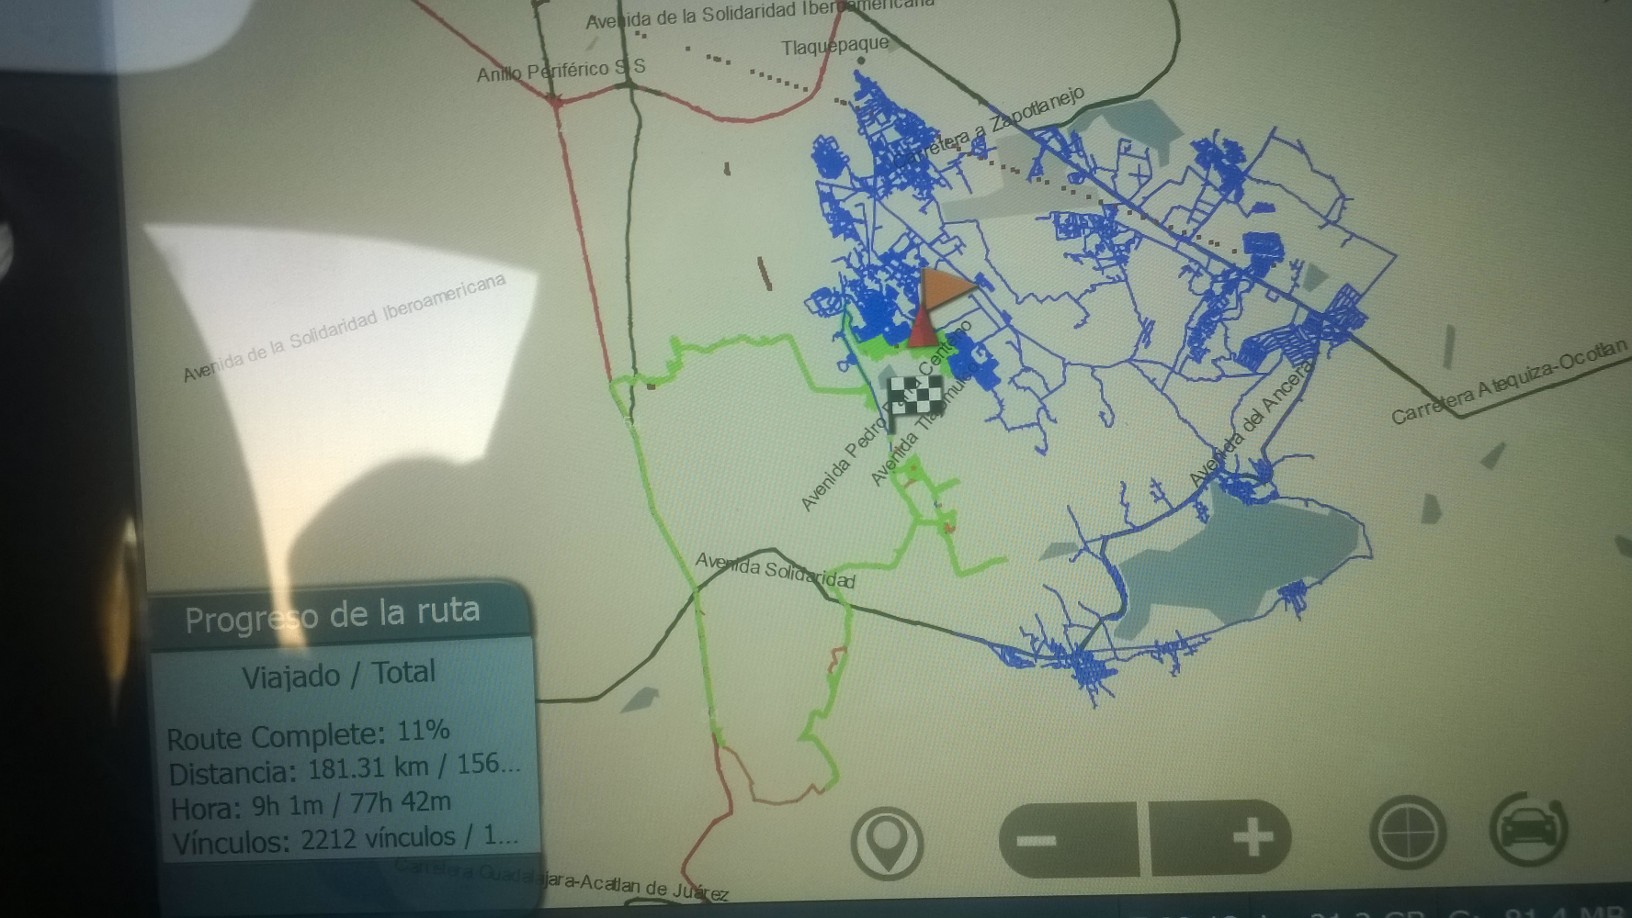 Avenida de la Solidaridad Iberoamericana
Tlaquepaque
Anillo Periférico S S
Carretera a Zapotlanejo
Avenida de la Solidaridad Iberoamericana
Carretera Atequiza-Ocotlan
Avenida del Ancera
Avenida Pedro Centeno
Avenida Tlajomulco
Avenida Solidaridad
Progreso de la ruta
Viajado / Total
Route Complete: 11%
Distancia: 181.31 km / 156...
Hora: 9h 1m / 77h 42m
Vínculos: 2212 vínculos / 1...
Carretera Guadalajara-Acatlan de Juárez